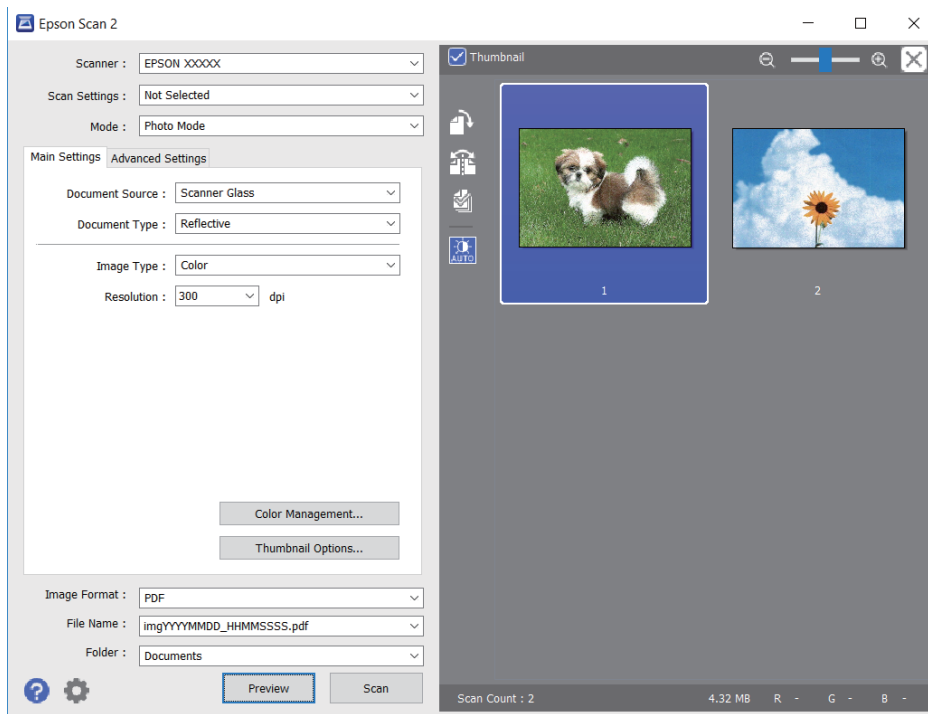 Epson Scan 2
Scanner : EPSON XXXXX
Scan Settings : Not Selected
Mode : Photo Mode
Main Settings Advanced Settings
Document Source : Scanner Glass
Document Type : Reflective
Image Type : Color
Resolution : 300 dpi
Color Management...
Thumbnail Options...
Image Format : PDF
File Name : imgYYYYMMDD_HHMMSSSS.pdf
Folder : Documents
? Preview Scan
Thumbnail
AUTO
1 2
Scan Count : 2 4.32 MB R - G - B -